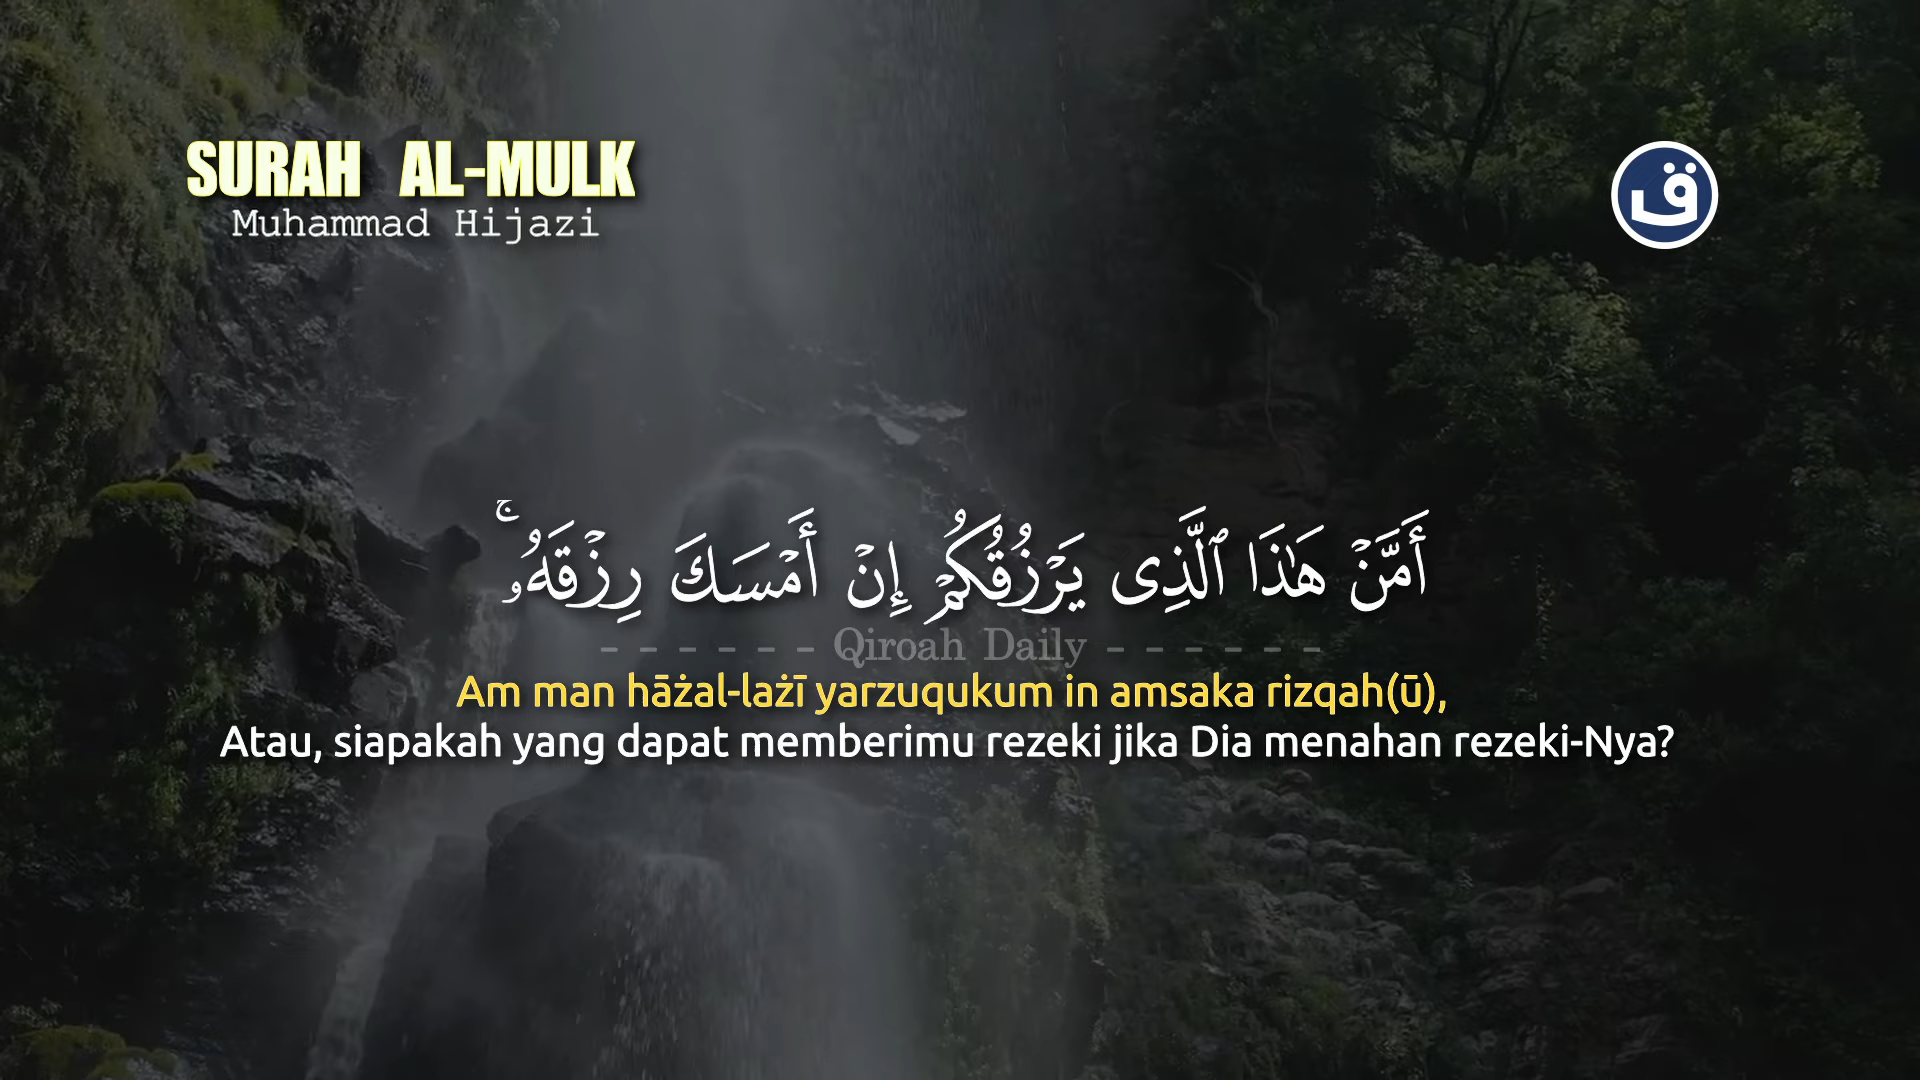 SURAH AL-MULK
Muhammad Hijazi
ق
أَمَّنۡ هَٰذَا ٱلَّذِى يَرۡزُقُكُمۡ إِنۡ أَمۡسَكَ رِزۡقَهُۥۚ
- - - - - - Qiroah Daily - - - - - -
Am man hāżal-lażī yarzuqukum in amsaka rizqah(ū),
Atau, siapakah yang dapat memberimu rezeki jika Dia menahan rezeki-Nya?